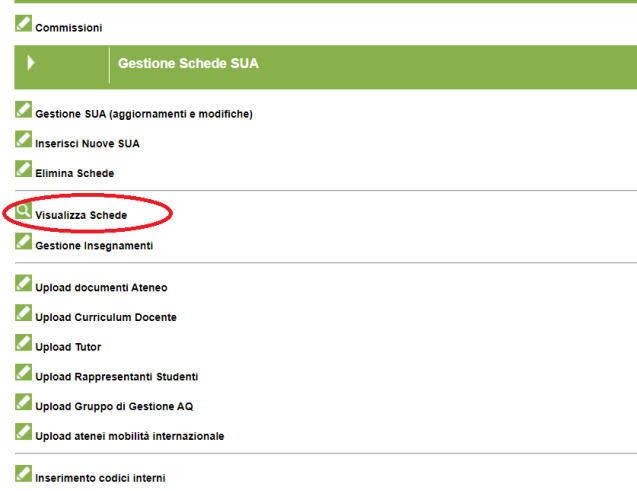 Commissioni
Gestione Schede SUA
Gestione SUA (aggiornamenti e modifiche)
Inserisci Nuove SUA
Elimina Schede
Visualizza Schede
Gestione Insegnamenti
Upload documenti Ateneo
Upload Curriculum Docente
Upload Tutor
Upload Rappresentanti Studenti
Upload Gruppo di Gestione AQ
Upload atenei mobilità internazionale
Inserimento codici interni